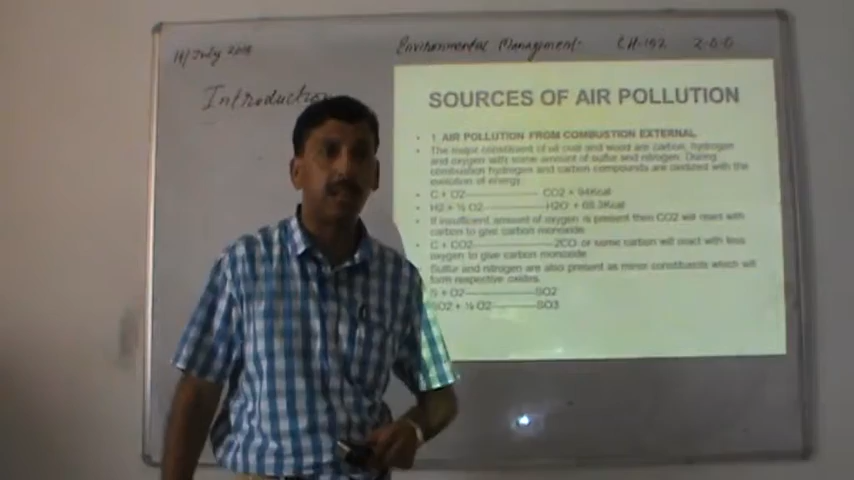 July 2018
Environmental Management CH-102 2-0-0
Introduction
SOURCES OF AIR POLLUTION
• 1 AIR POLLUTION FROM COMBUSTION EXTERNAL
• The major constituent of oil coal and wood are carbon, hydrogen
and oxygen with some amount of sulfur and nitrogen. During
combustion hydrogen and carbon compounds are oxidized with the
evolution of energy.
• C + O2 CO2 + 94Kcal
• H2 + ½ O2 H2O + 68.3Kcal
• If insufficient amount of oxygen is present then CO2 will react with
carbon to give carbon monoxide.
• C + CO2 2CO or some carbon will react with less
oxygen to give carbon monoxide
Sulfur and nitrogen are also present as minor constituents which will
form respective oxides.
S + O2 SO2
SO2 + ½ O2 SO3